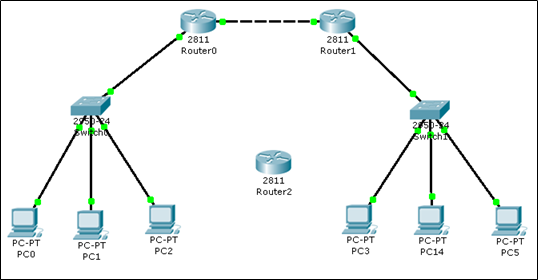 2811
Router0
2811
Router1
2950-24
Switch0
2950-24
Switch1
2811
Router2
PC-PT
PC0
PC-PT
PC1
PC-PT
PC2
PC-PT
PC3
PC-PT
PC14
PC-PT
PC5